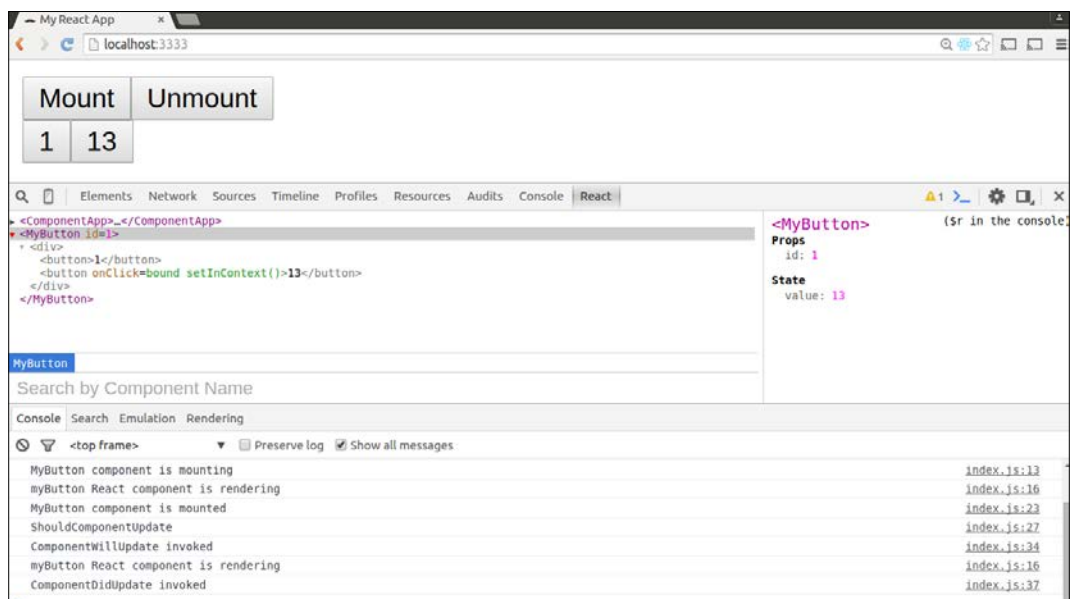 My React App x
localhost:3333
Mount Unmount
1 13
Elements Network Sources Timeline Profiles Resources Audits Console React 1
<ComponentApp>…</ComponentApp>
<MyButton id=1>
<div>
<button>1</button>
<button onClick=bound setInContext()>13</button>
</div>
</MyButton>
<MyButton> ($r in the console)
Props
id: 1
State
value: 13
MyButton
Search by Component Name
Console Search Emulation Rendering
<top frame> Preserve log Show all messages
MyButton component is mounting index.js:13
myButton React component is rendering index.js:16
MyButton component is mounted index.js:23
ShouldComponentUpdate index.js:27
ComponentWillUpdate invoked index.js:34
myButton React component is rendering index.js:16
ComponentDidUpdate invoked index.js:37